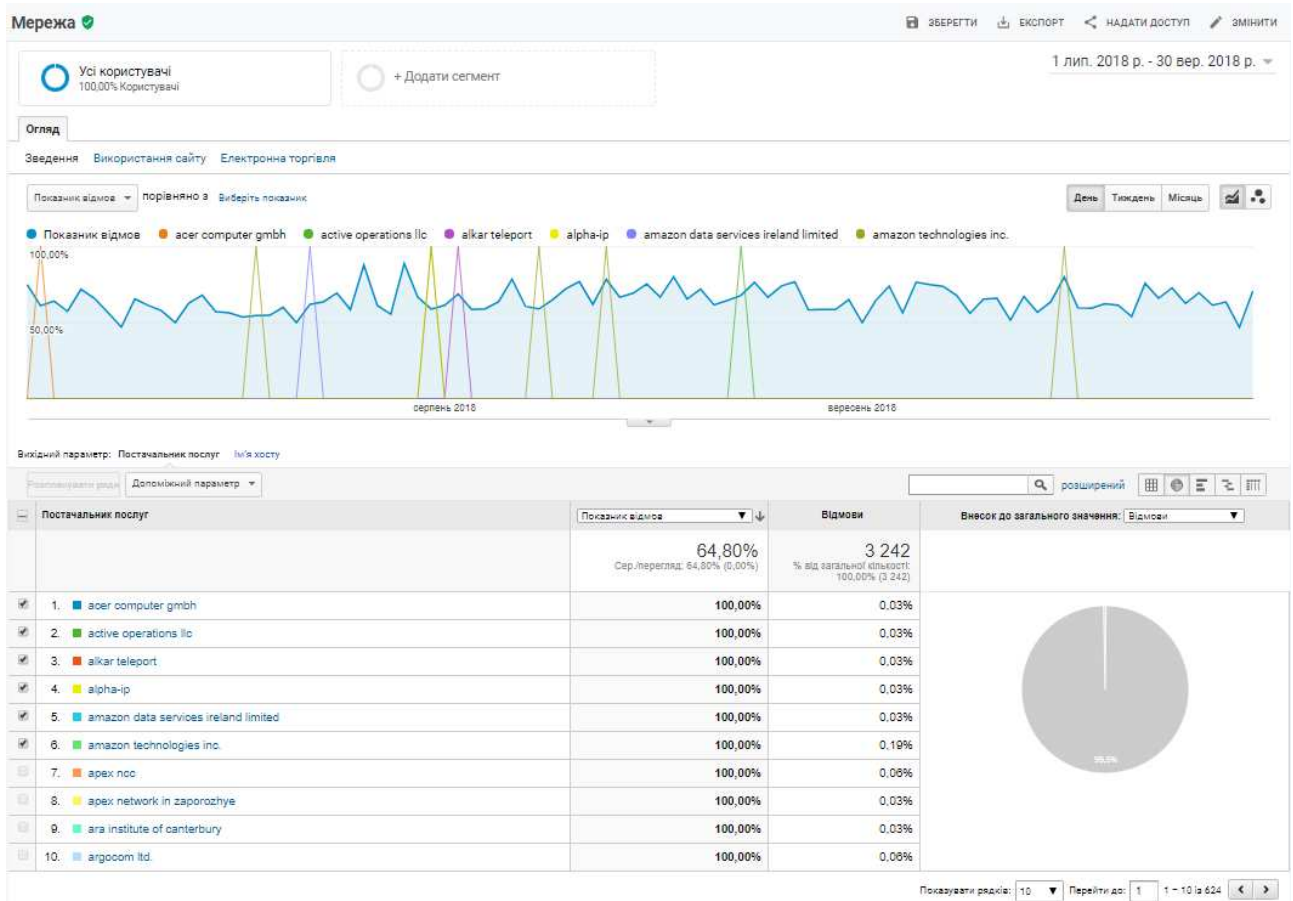 Мережа
ЗБЕРЕГТИ ЕКСПОРТ НАДАТИ ДОСТУП ЗМІНИТИ
Усі користувачі
100,00% Користувачі
+ Додати сегмент
1 лип. 2018 р. - 30 вер. 2018 р.
Огляд
Зведення Використання сайту Електронна торгівля
Показник відмов порівняно з Виберіть показник
День Тиждень Місяць
Показник відмов acer computer gmbh active operations llc alkar teleport alpha-ip amazon data services ireland limited amazon technologies inc.
100,00%
50,00%
серпень 2018 вересень 2018
Вихідний параметр: Постачальник послуг Ім'я хосту
Допоміжний параметр
розширений
Постачальник послуг Показник відмов Відмови Внесок до загального значення: Відмови
64,80% 3 242
Сер./перегляд: 64,80% (0,00%) % від загальної кількості: 100,00% (3 242)
1. acer computer gmbh 100,00% 0,03%
2. active operations llc 100,00% 0,03%
3. alkar teleport 100,00% 0,03%
4. alpha-ip 100,00% 0,03%
5. amazon data services ireland limited 100,00% 0,03%
6. amazon technologies inc. 100,00% 0,19%
7. apex ncc 100,00% 0,06%
8. apex network in zaporozhye 100,00% 0,03%
9. ara institute of canterbury 100,00% 0,03%
10. argocom ltd. 100,00% 0,06%
Показувати рядків: 10 Перейти до: 1 1 – 10 із 624